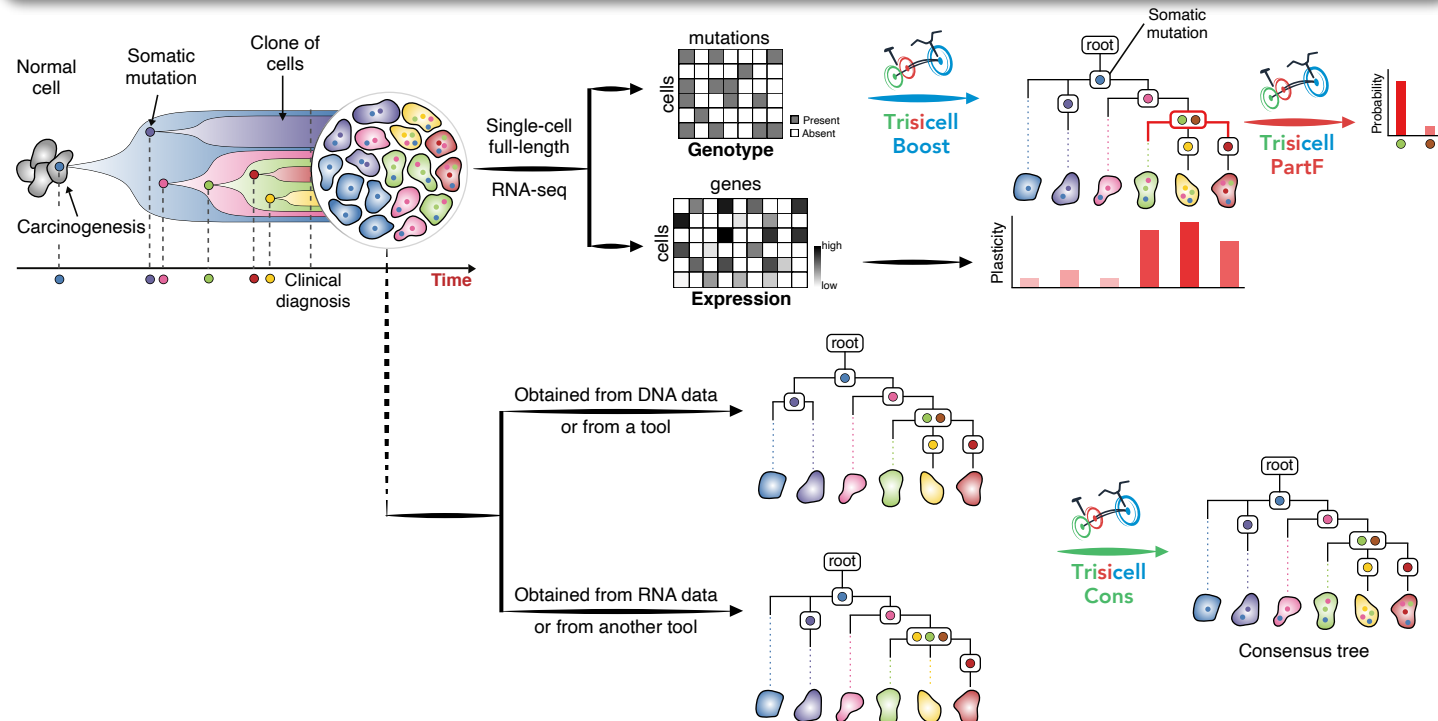 Normal
cell
Somatic
mutation
Clone of
cells
Carcinogenesis
Clinical
diagnosis
Time
Single-cell
full-length
RNA-seq
mutations
cells
Present
Absent
Genotype
genes
cells
high
low
Expression
Trisicell
Boost
root
Somatic
mutation
Trisicell
PartF
Probability
Plasticity
Obtained from DNA data
or from a tool
root
Obtained from RNA data
or from another tool
root
Trisicell
Cons
root
Consensus tree